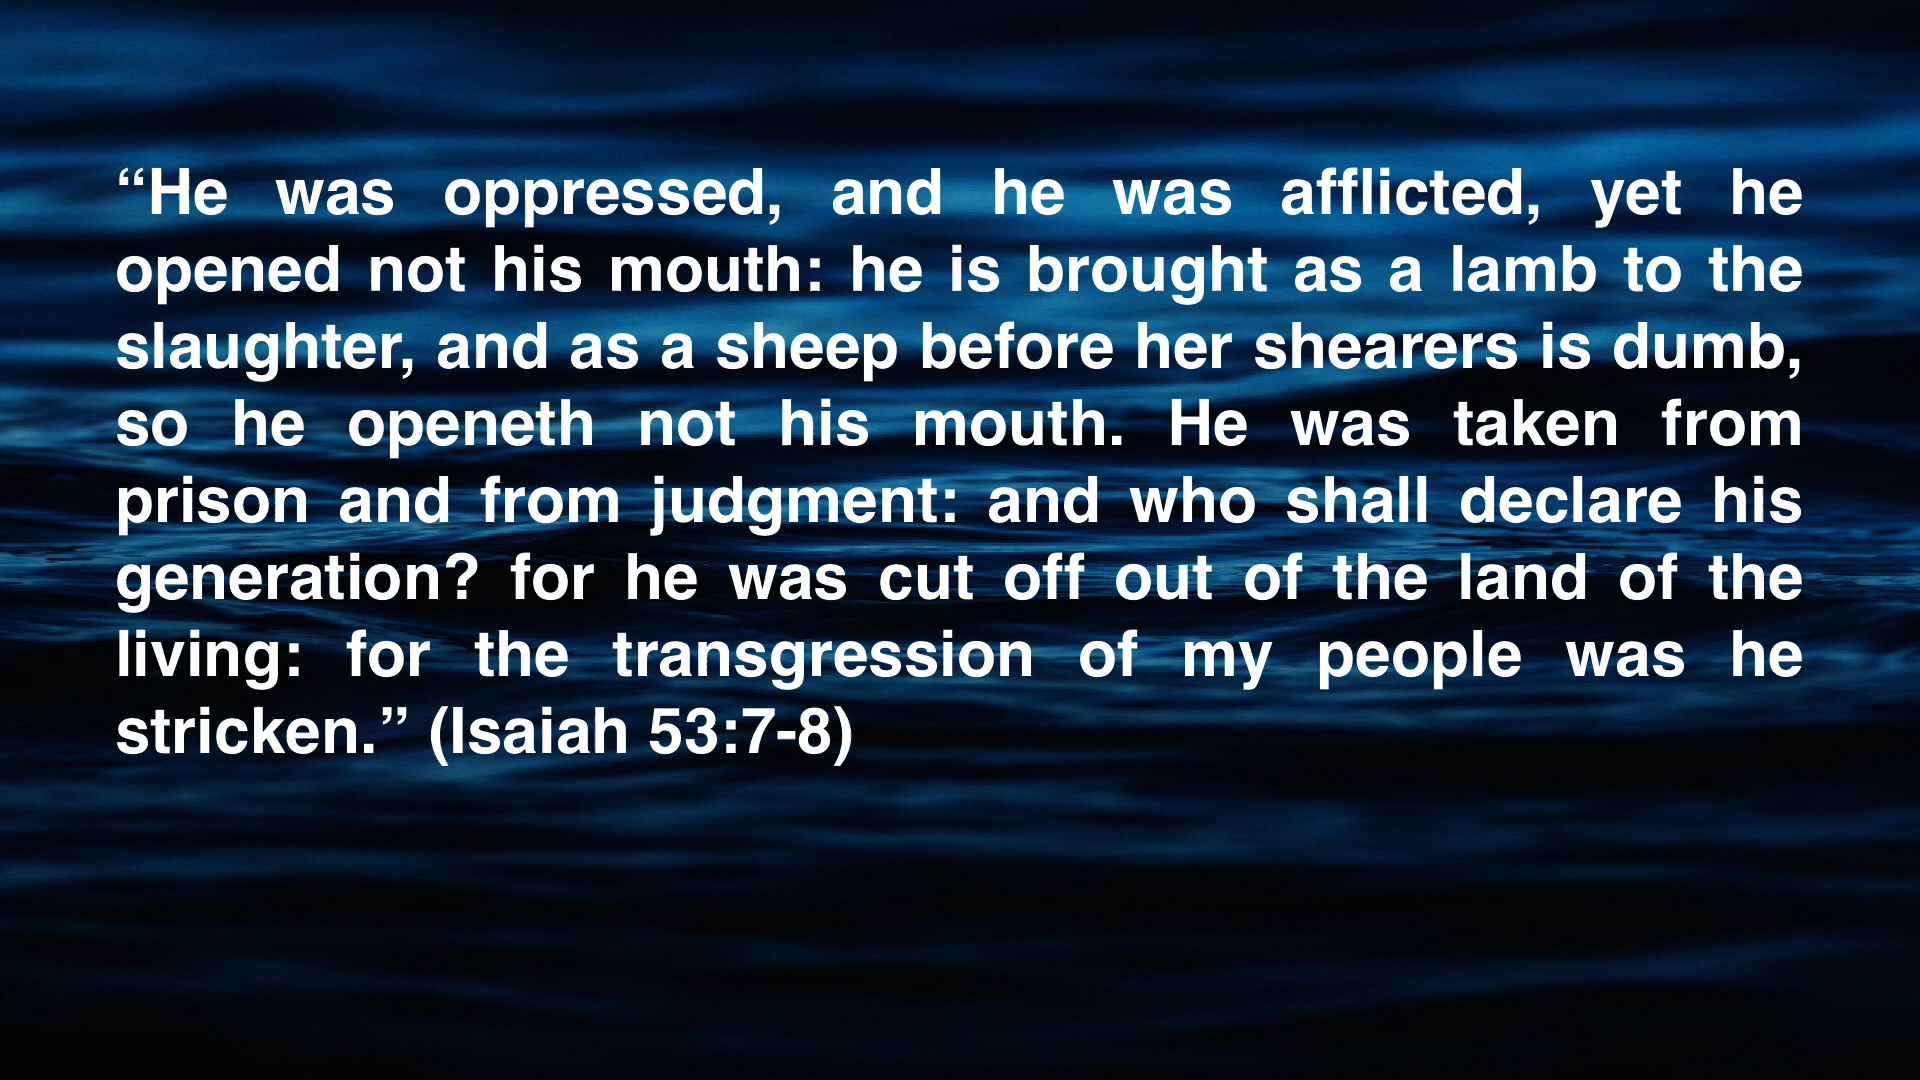 “He was oppressed, and he was afflicted, yet he
opened not his mouth: he is brought as a lamb to the
slaughter, and as a sheep before her shearers is dumb,
so he openeth not his mouth. He was taken from
prison and from judgment: and who shall declare his
generation? for he was cut off out of the land of the
living: for the transgression of my people was he
stricken.” (Isaiah 53:7-8)